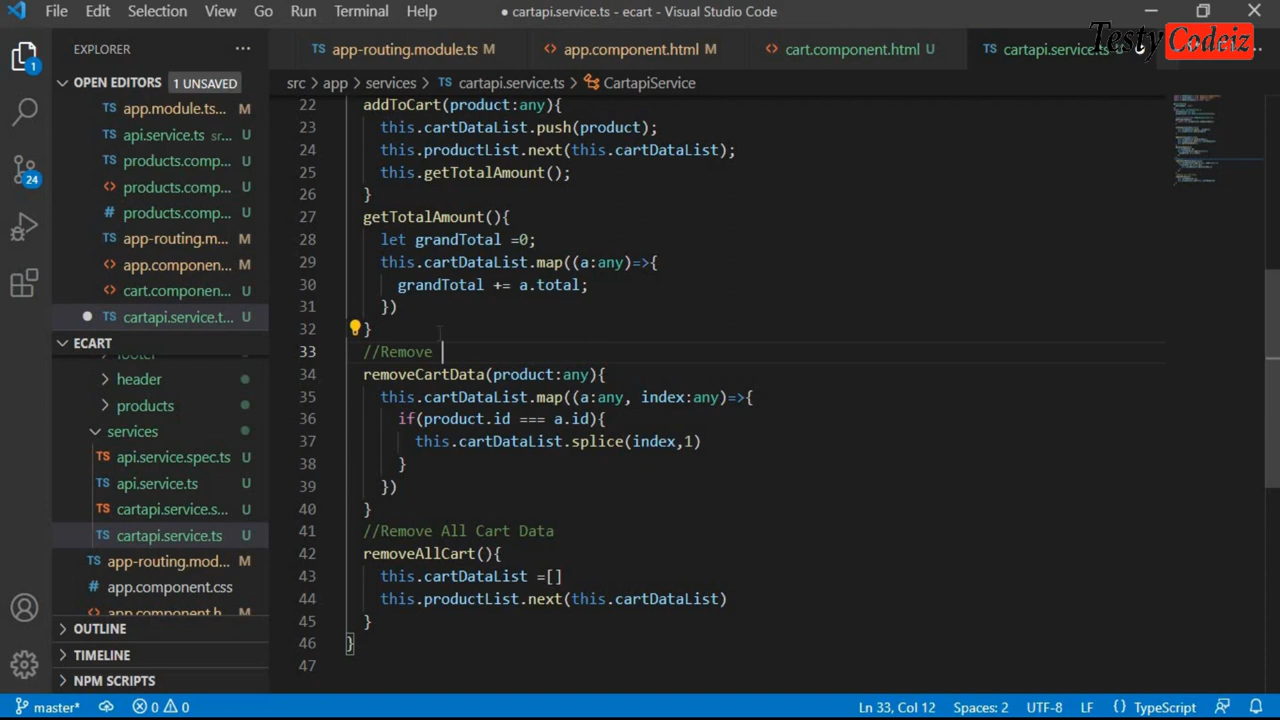 File Edit Selection View Go Run Terminal Help
cartapi.service.ts - ecart - Visual Studio Code
Testy Codeiz
EXPLORER
TS app-routing.module.ts M
<> app.component.html M
<> cart.component.html U
TS cartapi.service.ts U
OPEN EDITORS 1 UNSAVED
TS app.module.ts...
TS api.service.ts sr... U
TS products.comp... U
<> products.comp... U
# products.comp... U
TS app-routing.m... M
<> app.componen... M
<> cart.componen... U
TS cartapi.service.t... U
ECART
footer
header
products
services
TS api.service.spec.ts U
TS api.service.ts U
TS cartapi.service.s... U
TS cartapi.service.ts U
TS app-routing.mod... M
# app.component.css U
<> app.component.h... M
OUTLINE
TIMELINE
NPM SCRIPTS
1
24
src > app > services > TS cartapi.service.ts > CartapiService
22 addToCart(product:any){
23 this.cartDataList.push(product);
24 this.productList.next(this.cartDataList);
25 this.getTotalAmount();
26 }
27 getTotalAmount(){
28 let grandTotal =0;
29 this.cartDataList.map((a:any)=>{
30 grandTotal += a.total;
31 })
32 }
33 //Remove
34 removeCartData(product:any){
35 this.cartDataList.map((a:any, index:any)=>{
36 if(product.id === a.id){
37 this.cartDataList.splice(index,1)
38 }
39 })
40 }
41 //Remove All Cart Data
42 removeAllCart(){
43 this.cartDataList =[]
44 this.productList.next(this.cartDataList)
45 }
46 }
47
master* 0 0 Ln 33, Col 12 Spaces: 2 UTF-8 LF {} TypeScript